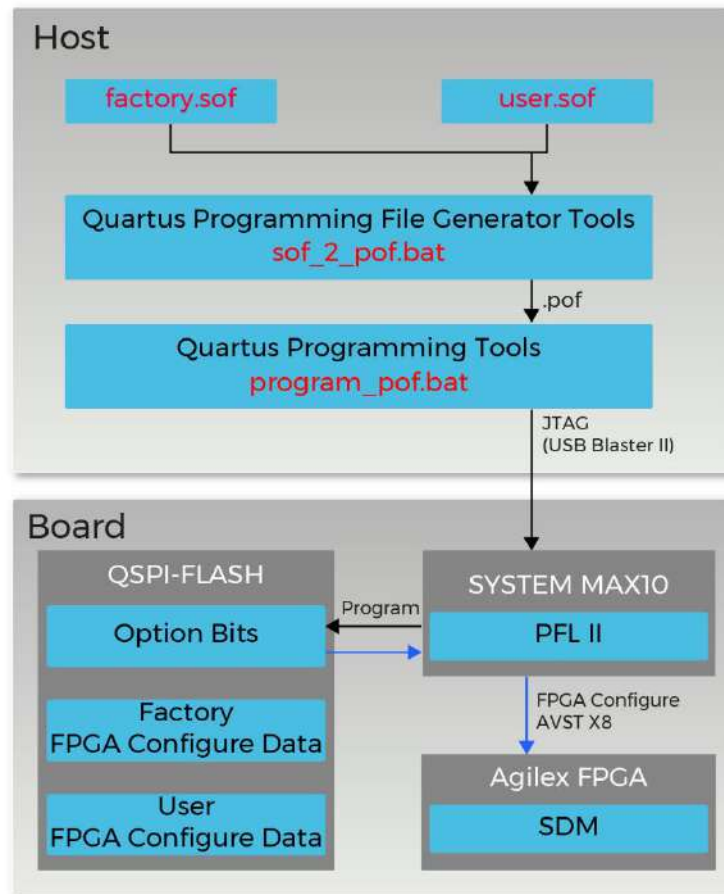 Host
factory.sof
user.sof
Quartus Programming File Generator Tools
sof_2_pof.bat
.pof
Quartus Programming Tools
program_pof.bat
JTAG
(USB Blaster II)
Board
QSPI-FLASH
Option Bits
Factory
FPGA Configure Data
User
FPGA Configure Data
Program
SYSTEM MAX10
PFL II
FPGA Configure
AVST X8
Agilex FPGA
SDM